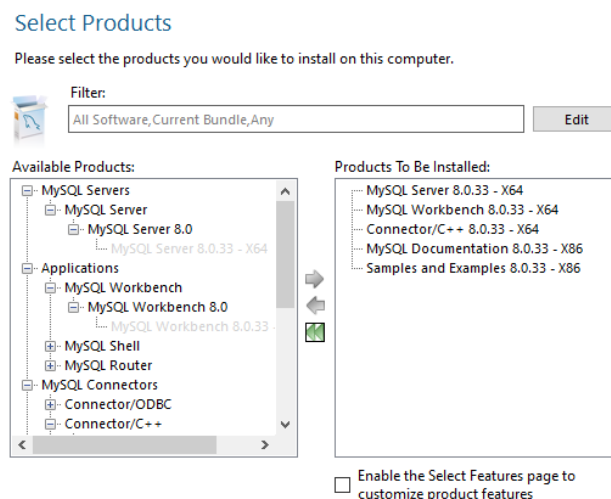 Select Products
Please select the products you would like to install on this computer.
Filter:
All Software,Current Bundle,Any
Edit
Available Products:
MySQL Servers
MySQL Server
MySQL Server 8.0
MySQL Server 8.0.33 - X64
Applications
MySQL Workbench
MySQL Workbench 8.0
MySQL Workbench 8.0.33
MySQL Shell
MySQL Router
MySQL Connectors
Connector/ODBC
Connector/C++
Products To Be Installed:
MySQL Server 8.0.33 - X64
MySQL Workbench 8.0.33 - X64
Connector/C++ 8.0.33 - X64
MySQL Documentation 8.0.33 - X86
Samples and Examples 8.0.33 - X86
Enable the Select Features page to
customize product features